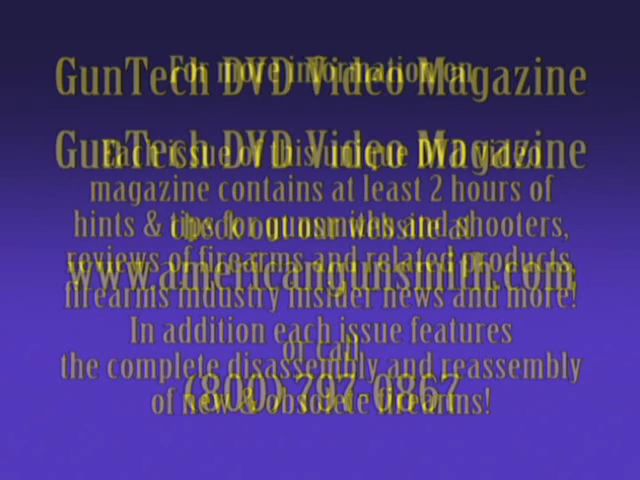 GunTech DVD Video Magazine
For more information on
GunTech DVD Video Magazine
Each issue of this unique DVD video
magazine contains at least 2 hours of
hints & tips for gunsmiths and shooters,
check out our website at
reviews of firearms and related products,
www.americangunsmith.com
firearms industry insider news and more!
In addition each issue features
or call
the complete disassembly and reassembly
(800) 797-0867
of new & obsolete firearms!